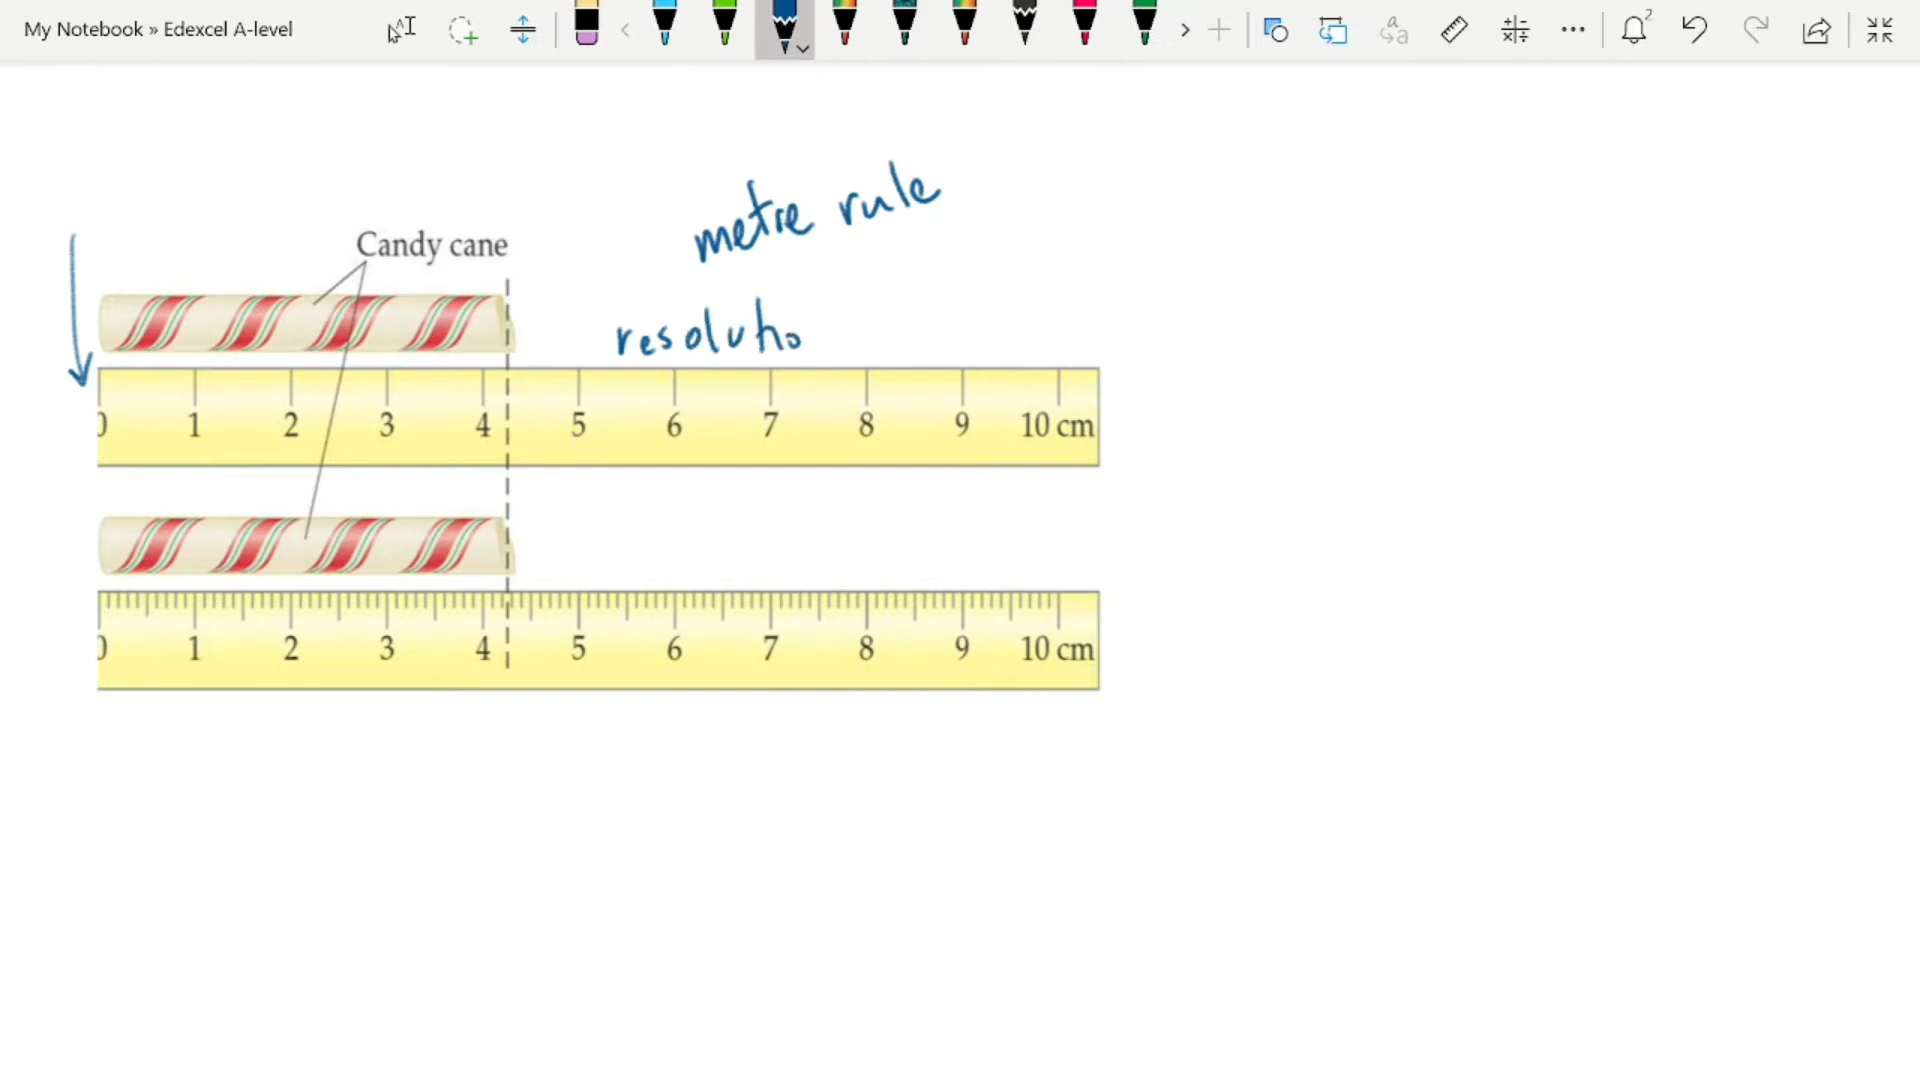 My Notebook » Edexcel A-level
2
metre rule
Candy cane
resolutio
0 1 2 3 4 5 6 7 8 9 10 cm
0 1 2 3 4 5 6 7 8 9 10 cm